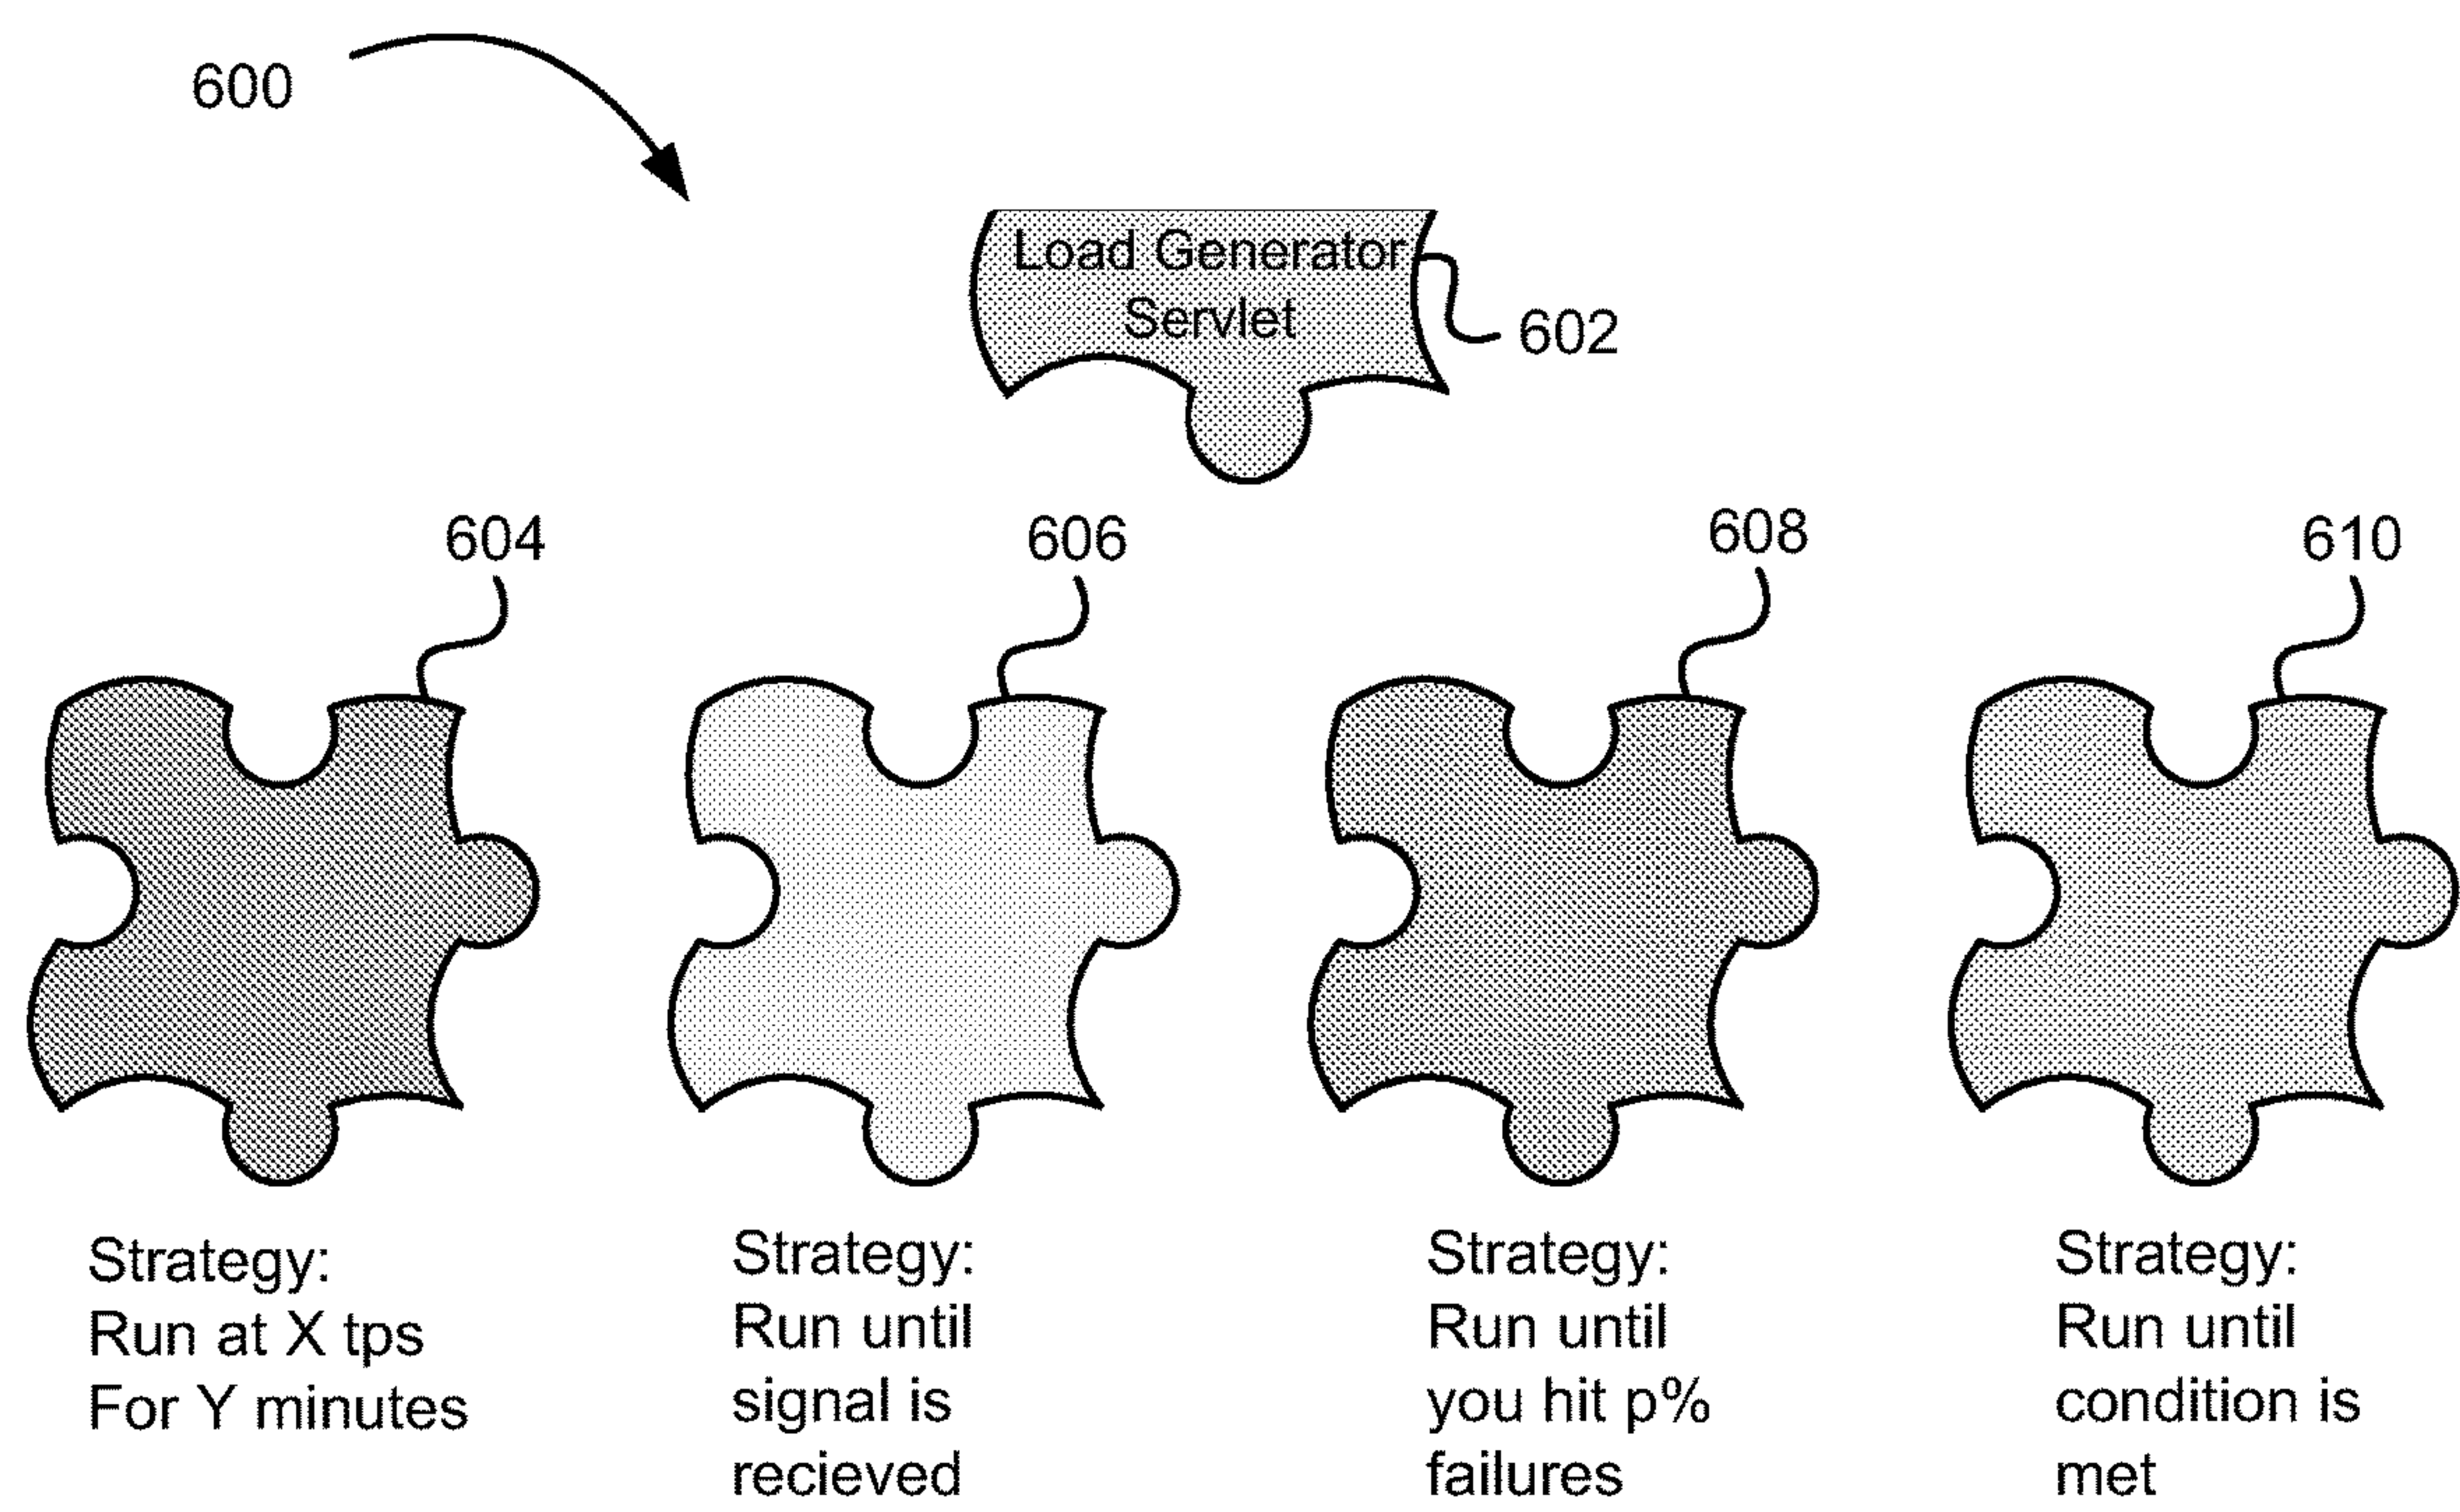 600
Load Generator
Servlet
602
604
606
608
610
Strategy:
Run at X tps
For Y minutes
Strategy:
Run until
signal is
recieved
Strategy:
Run until
you hit p%
failures
Strategy:
Run until
condition is
met